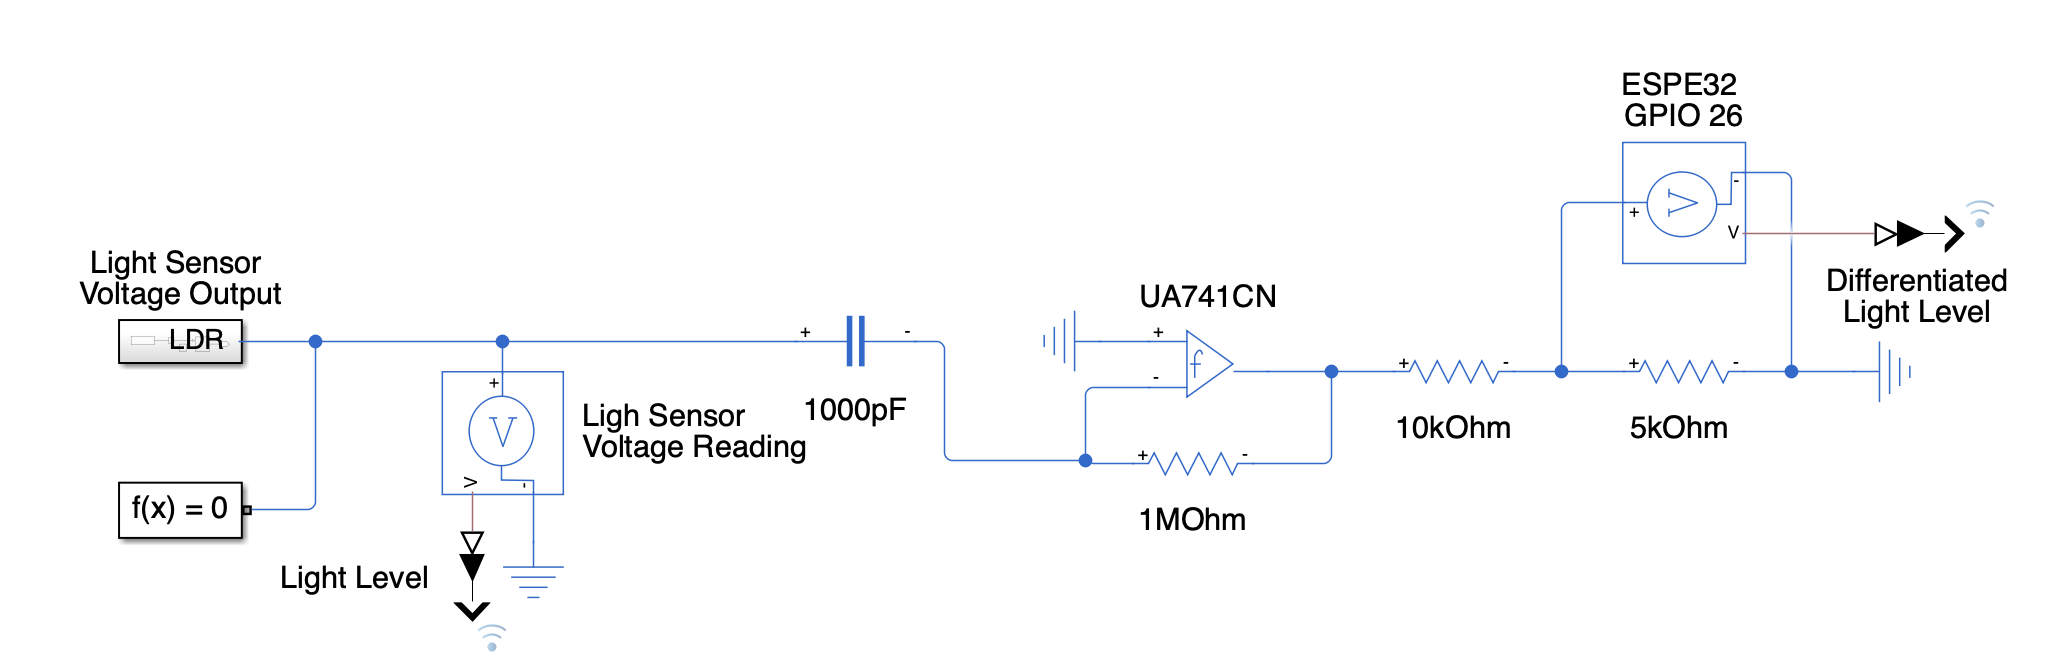 ESPE32
GPIO 26
+
-
V
V
Differentiated
Light Level
Light Sensor
Voltage Output
LDR
f(x) = 0
+
V
V
-
Ligh Sensor
Voltage Reading
Light Level
+
-
1000pF
UA741CN
+
-
f
+
-
1MOhm
+
-
10kOhm
+
-
5kOhm